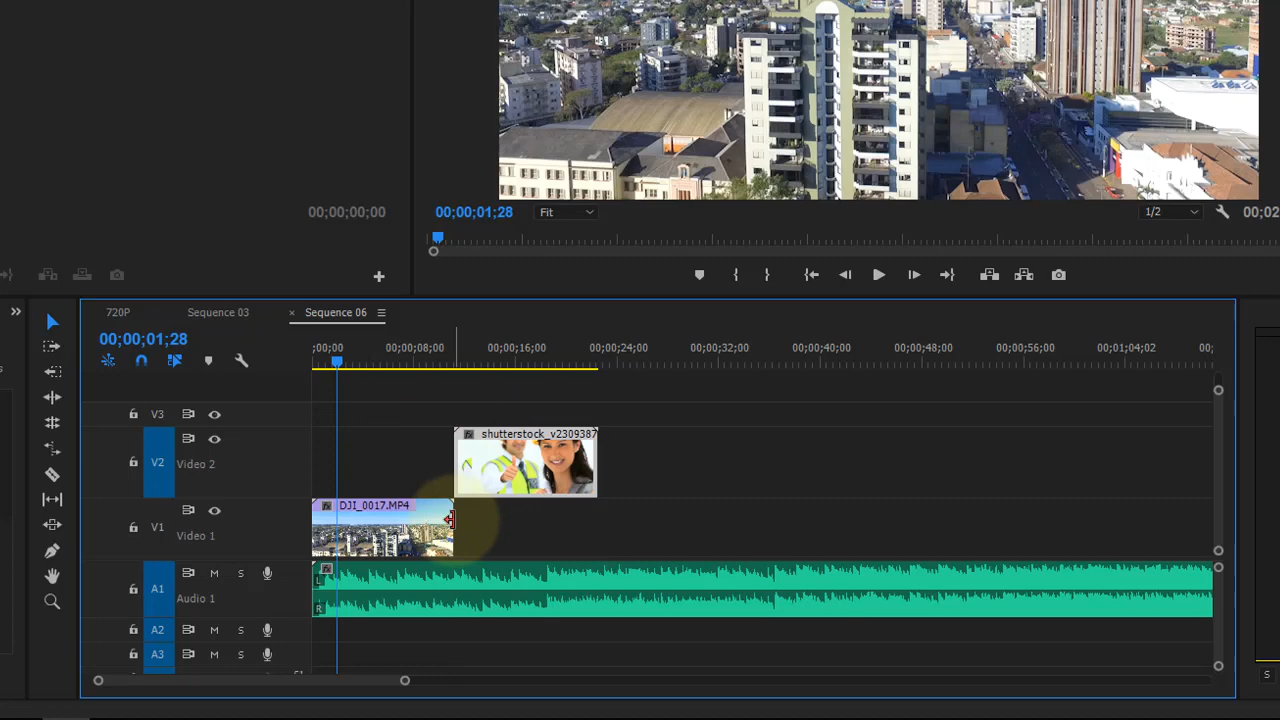 00;00;00;00
00;00;01;28
Fit
1/2
00;02
720P
Sequence 03
× Sequence 06
00;00;01;28
;00;00
00;00;08;00
00;00;16;00
00;00;24;00
00;00;32;00
00;00;40;00
00;00;48;00
00;00;56;00
00;01;04;02
00;
V3
shutterstock_v2309387
V2
Video 2
fx
DJI_0017.MP4
V1
Video 1
fx
A1
M
S
L
Audio 1
R
A2
M
S
A3
M
S
S